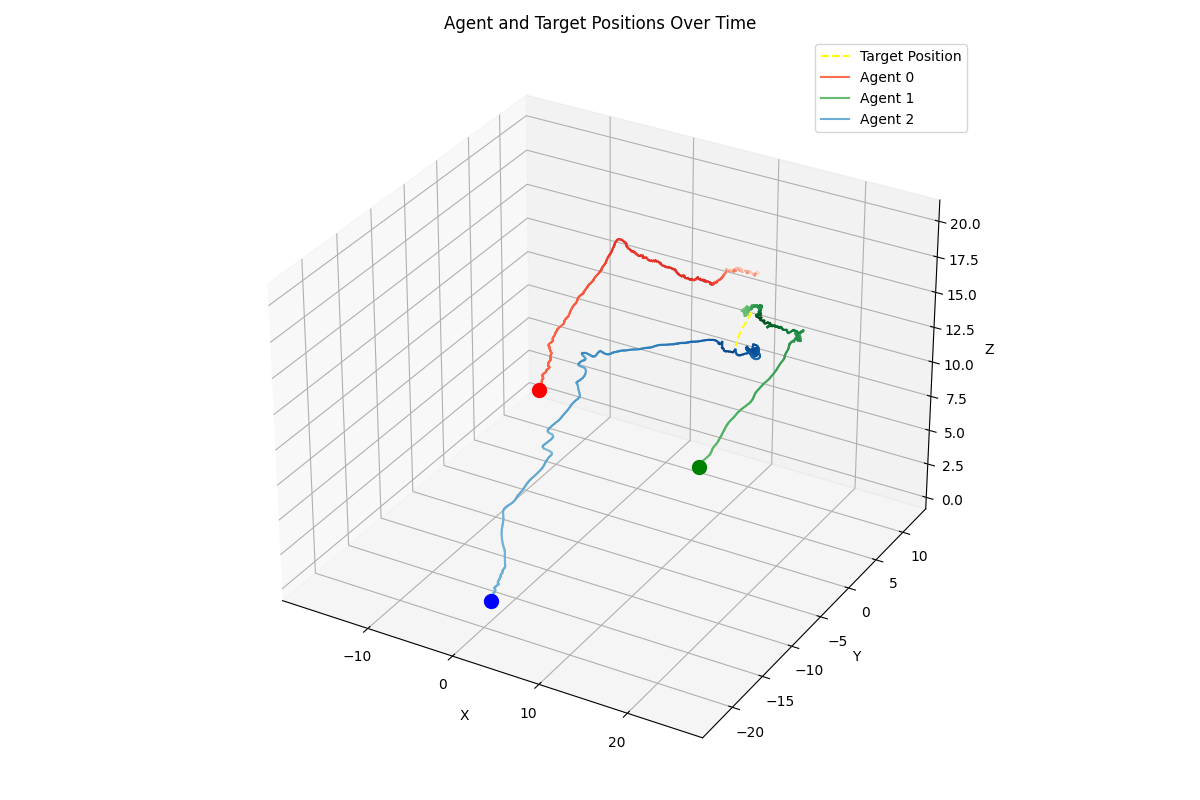 Agent and Target Positions Over Time
Target Position
Agent 0
Agent 1
Agent 2
20.0
17.5
15.0
12.5
Z
10.0
7.5
5.0
2.5
0.0
10
5
0
−5
Y
−10
−15
−20
−10
0
10
20
X